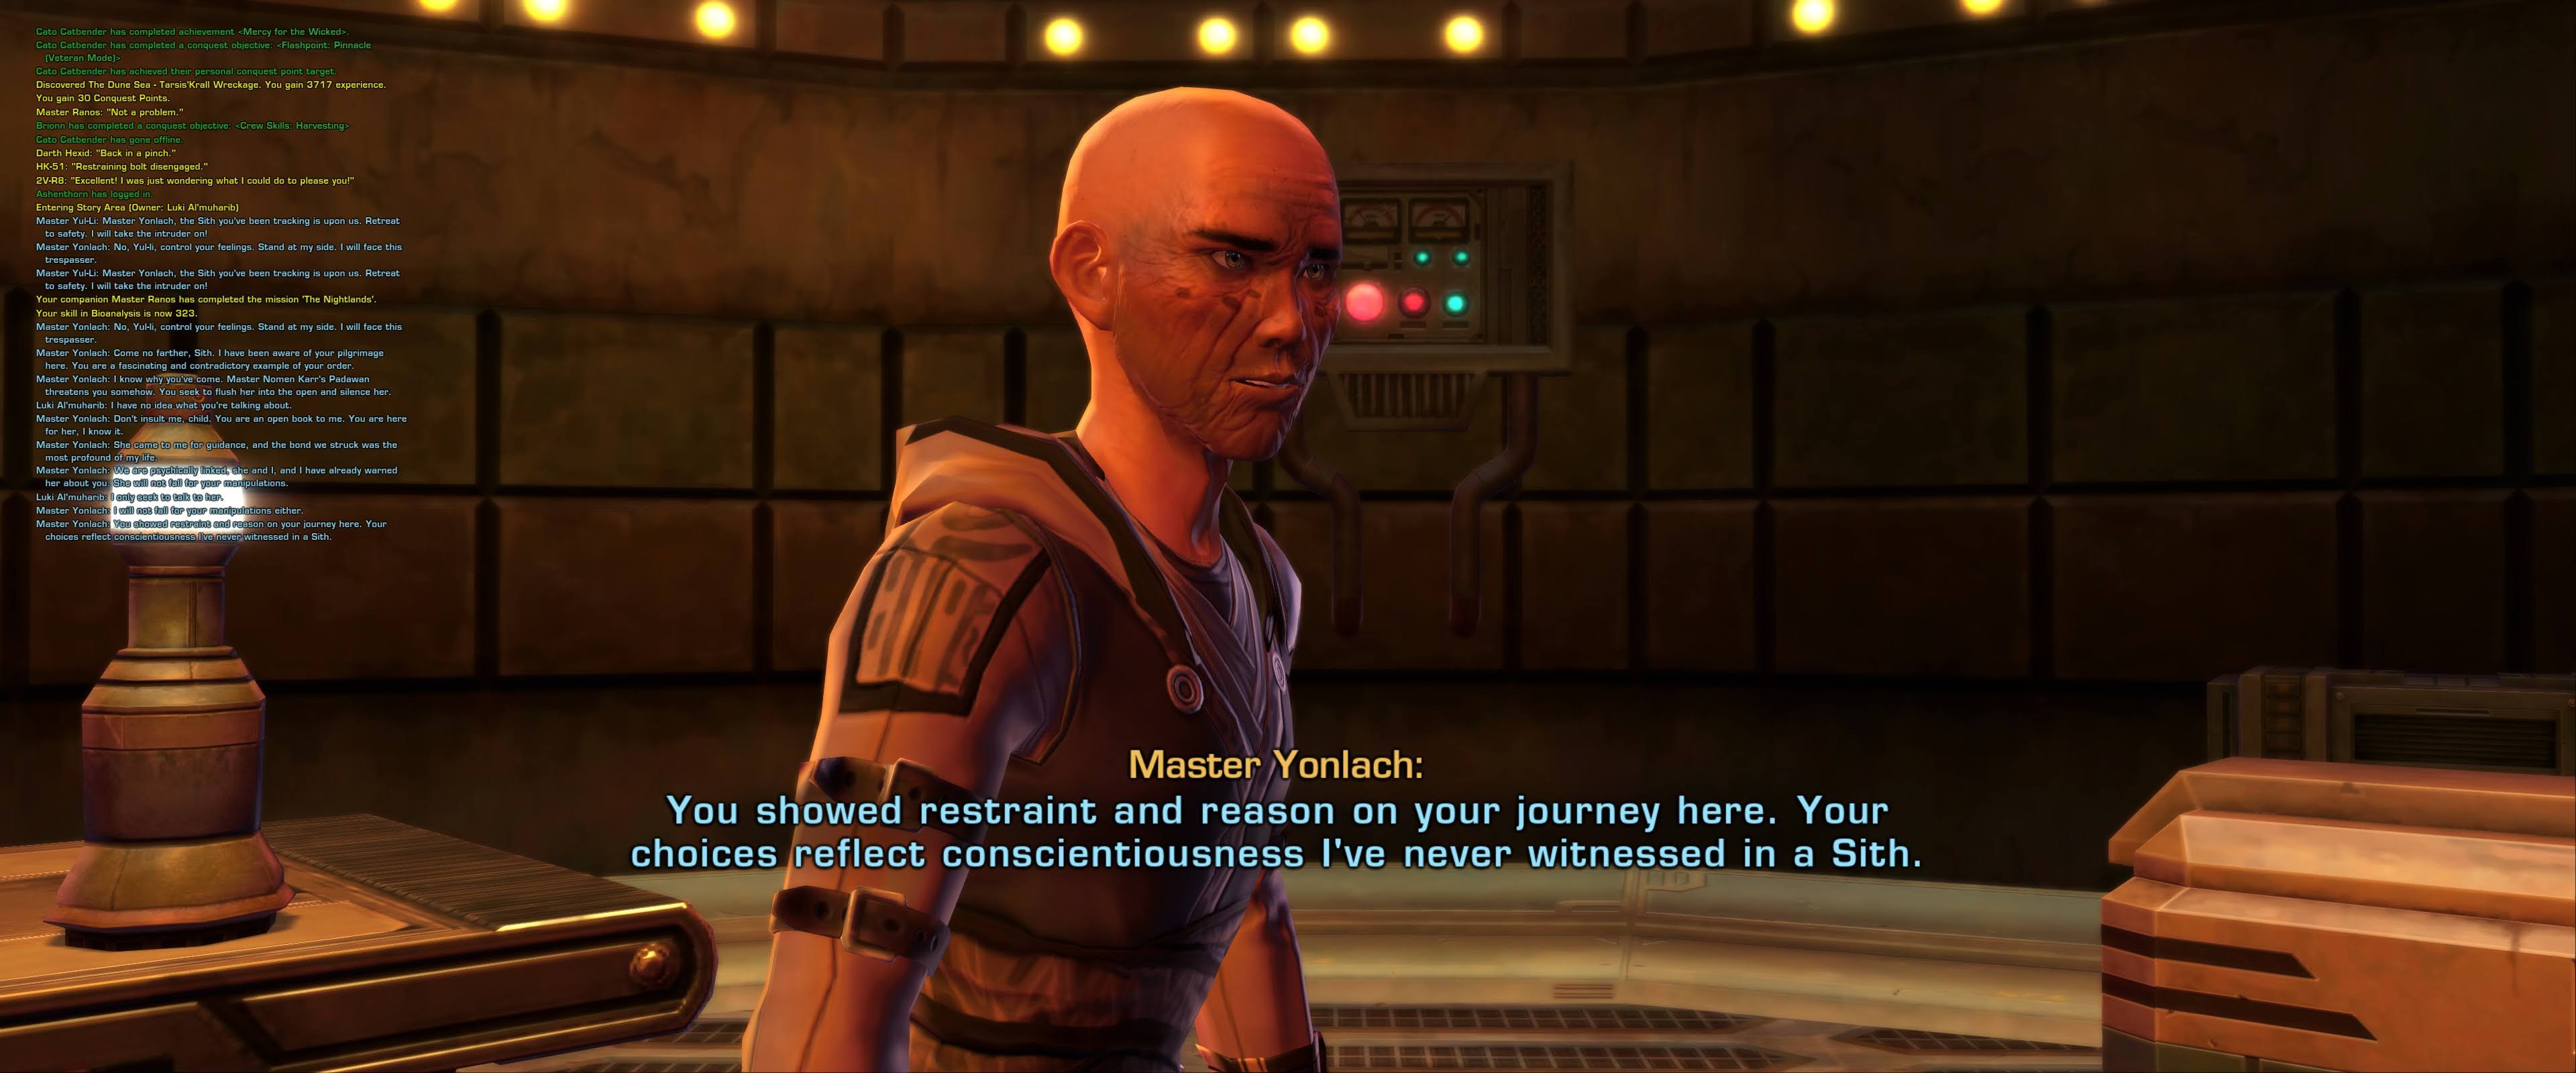 Cato Catbender has completed achievement <Mercy for the Wicked>.
Cato Catbender has completed a conquest objective: <Flashpoint: Pinnacle
(Veteran Mode)>
Cato Catbender has achieved their personal conquest point target.
Discovered The Dune Sea - Tarsis'Krall Wreckage. You gain 3717 experience.
You gain 30 Conquest Points.
Master Ranos: "Not a problem."
Brionn has completed a conquest objective: <Crew Skills: Harvesting>
Cato Catbender has gone offline.
Darth Hexid: "Back in a pinch."
HK-51: "Restraining bolt disengaged."
2V-R8: "Excellent! I was just wondering what I could do to please you!"
Ashenthorn has logged in.
Entering Story Area (Owner: Luki Al'muharib)
Master Yul-Li: Master Yonlach, the Sith you've been tracking is upon us. Retreat
to safety. I will take the intruder on!
Master Yonlach: No, Yul-li, control your feelings. Stand at my side. I will face this
trespasser.
Master Yul-Li: Master Yonlach, the Sith you've been tracking is upon us. Retreat
to safety. I will take the intruder on!
Your companion Master Ranos has completed the mission 'The Nightlands'.
Your skill in Bioanalysis is now 323.
Master Yonlach: No, Yul-li, control your feelings. Stand at my side. I will face this
trespasser.
Master Yonlach: Come no farther, Sith. I have been aware of your pilgrimage
here. You are a fascinating and contradictory example of your order.
Master Yonlach: I know why you've come. Master Nomen Karr's Padawan
threatens you somehow. You seek to flush her into the open and silence her.
Luki Al'muharib: I have no idea what you're talking about.
Master Yonlach: Don't insult me, child. You are an open book to me. You are here
for her, I know it.
Master Yonlach: She came to me for guidance, and the bond we struck was the
most profound of my life.
Master Yonlach: We are psychically linked, she and I, and I have already warned
her about you. She will not fall for your manipulations.
Luki Al'muharib: I only seek to talk to her.
Master Yonlach: I will not fall for your manipulations either.
Master Yonlach: You showed restraint and reason on your journey here. Your
choices reflect conscientiousness I've never witnessed in a Sith.
Master Yonlach:
You showed restraint and reason on your journey here. Your
choices reflect conscientiousness I've never witnessed in a Sith.